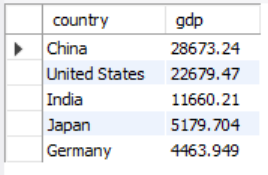 country gdp
China 28673.24
United States 22679.47
India 11660.21
Japan 5179.704
Germany 4463.949